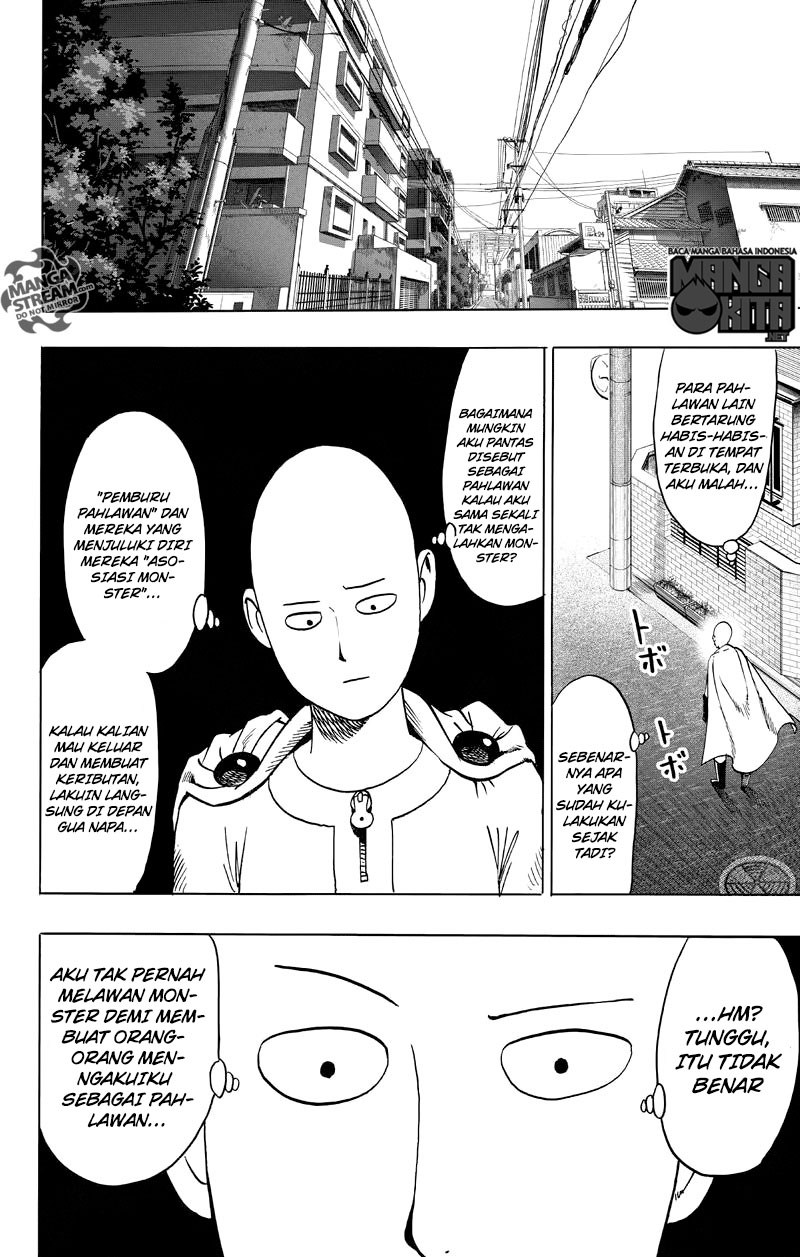 MANGA
STREAM.com
DO NOT MIRROR
BACA MANGA BAHASA INDONESIA
MANGA
KITA
.NET
PARA PAH-
LAWAN LAIN
BERTARUNG
HABIS-HABIS-
AN DI TEMPAT
TERBUKA, DAN
AKU MALAH...
トボ
トボ
SEBENAR-
NYA APA
YANG
SUDAH KU-
LAKUKAN
SEJAK
TADI?
BAGAIMANA
MUNGKIN
AKU PANTAS
DISEBUT
SEBAGAI
PAHLAWAN
KALAU AKU
SAMA SEKALI
TAK MENGA-
LAHKAN MON-
STER?
"PEMBURU
PAHLAWAN" DAN
MEREKA YANG
MENJULUKI DIRI
MEREKA "ASO-
SIASI MON-
STER"...
KALAU KALIAN
MAU KELUAR
DAN MEMBUAT
KERIBUTAN,
LAKUIN LANG-
SUNG DI DEPAN
GUA NAPA...
...HM?
TUNGGU,
ITU TIDAK
BENAR
AKU TAK PERNAH
MELAWAN MON-
STER DEMI MEM-
BUAT ORANG-
ORANG MEN-
GAKUIKU
SEBAGAI PAH-
LAWAN...